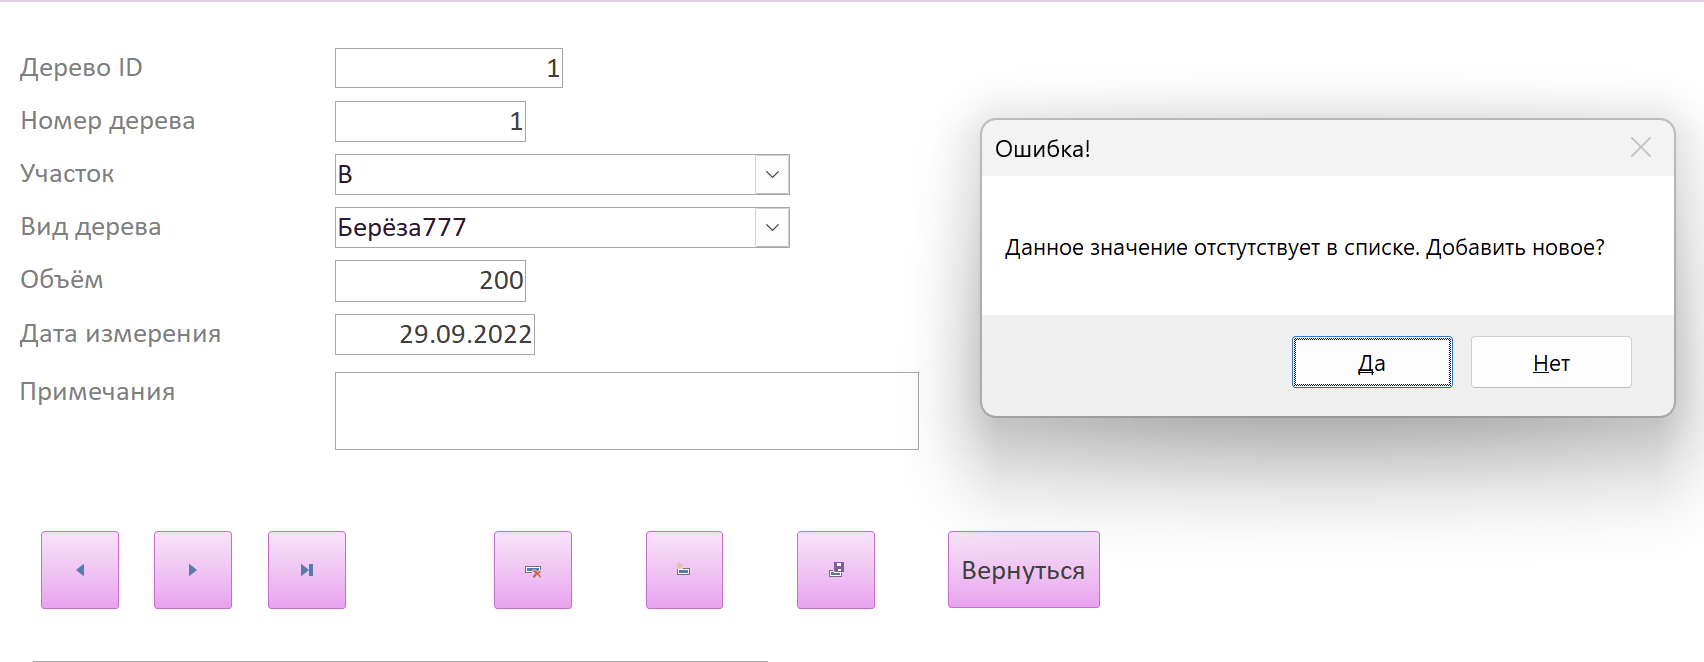 Дерево ID 1
Номер дерева 1
Участок В
Вид дерева Берёза777
Объём 200
Дата измерения 29.09.2022
Примечания
Ошибка!
Данное значение отстутствует в списке. Добавить новое?
Да Нет
Вернуться